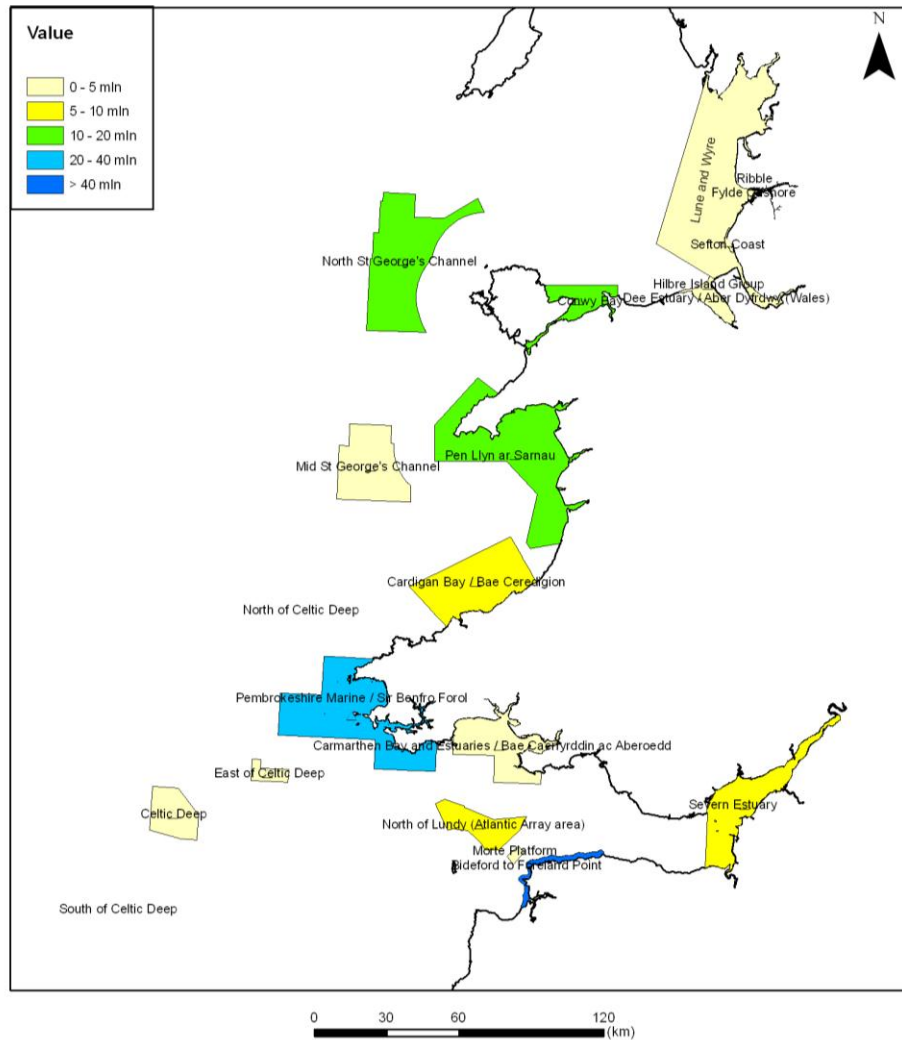 Value
0 - 5 mln
5 - 10 mln
10 - 20 mln
20 - 40 mln
> 40 mln
N
Lune and Wyre
Ribble
Fylde Offshore
Sefton Coast
North St George's Channel
Hilbre Island Group
Conwy Bay
Dee Estuary / Aber Dyfrdwy (Wales)
Pen Llyn ar Sarnau
Mid St George's Channel
Cardigan Bay / Bae Ceredigion
North of Celtic Deep
Pembrokeshire Marine / Sir Benfro Forol
Carmarthen Bay and Estuaries / Bae Caerfyrddin ac Aberoedd
East of Celtic Deep
Celtic Deep
Severn Estuary
North of Lundy (Atlantic Array area)
Morte Platform
Bideford to Foreland Point
South of Celtic Deep
0 30 60 120
(km)